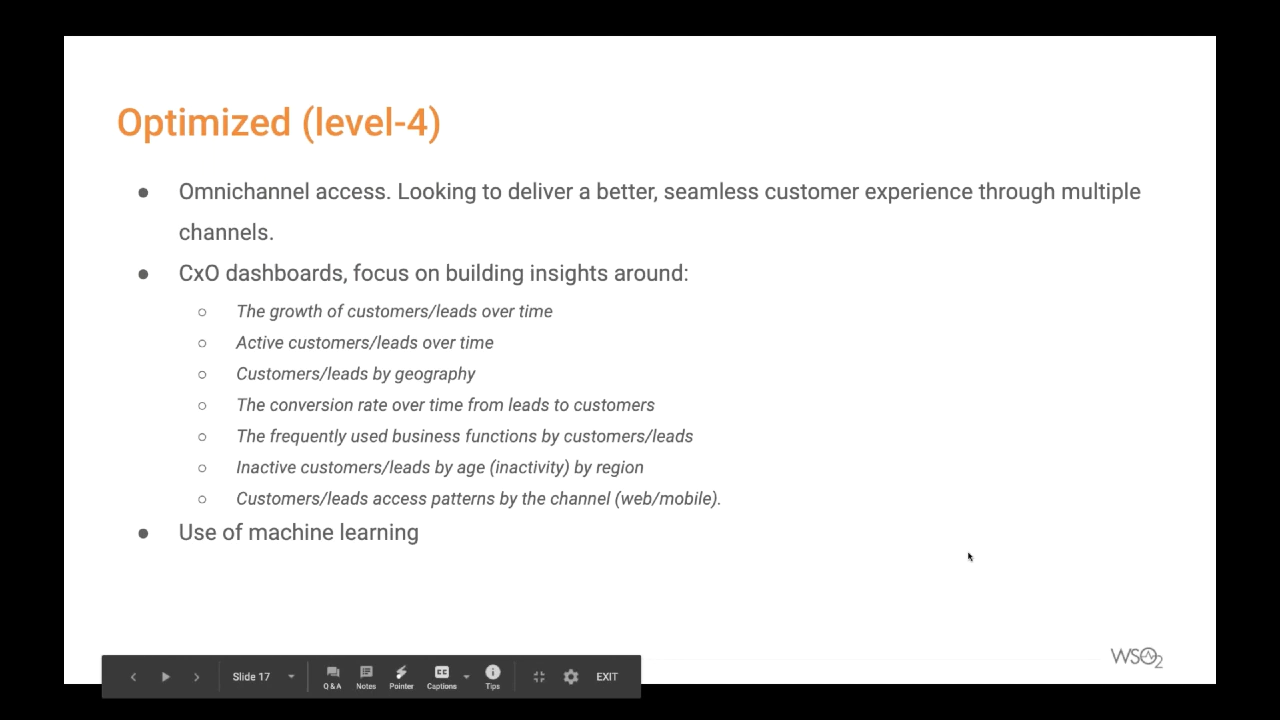 Optimized (level-4)
● Omnichannel access. Looking to deliver a better, seamless customer experience through multiple
channels.
● CxO dashboards, focus on building insights around:
○ The growth of customers/leads over time
○ Active customers/leads over time
○ Customers/leads by geography
○ The conversion rate over time from leads to customers
○ The frequently used business functions by customers/leads
○ Inactive customers/leads by age (inactivity) by region
○ Customers/leads access patterns by the channel (web/mobile).
● Use of machine learning
WSO2
Slide 17
Q & A
Notes
Pointer
CC
Captions
Tips
EXIT